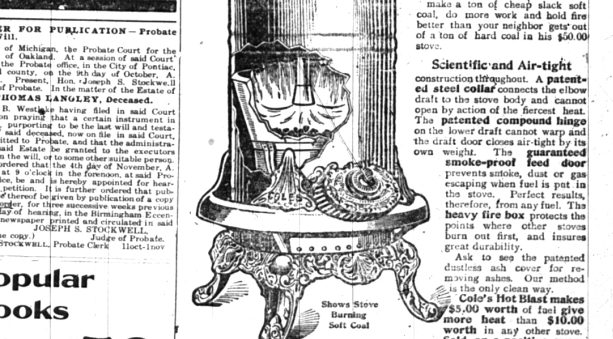 ER FOR PUBLICATION — Probate
Will.
of Michigan, the Probate Court for the
of Oakland. At a session of said Court
the Probate office, in the City of Pontiac,
county, on the 9th day of October, A.
Present, Hon. Joseph S. Stockwell
of Probate. In the matter of the Estate of
THOMAS LANGLEY, Deceased.
B. Westlake having filed in said Court
on praying that a certain instrument in
purporting to be the last will and testa-
said deceased, now on file in said Court,
mitted to Probate, and that the administra-
said Estate be granted to the executors
in the will, or to some other suitable person.
ordered that the 4th day of November, A.
at 9 o'clock in the forenoon, at said Pro-
ice, be and is hereby appointed for hear-
petition. It is further ordered that pub-
thereof be given by publication of a copy
order, for three successive weeks previous
day of hearing, in the Birmingham Eccen-
newspaper printed and circulated in said
JOSEPH S. STOCKWELL,
e copy.) Judge of Probate.
STOCKWELL, Probate Clerk 11oct-1nov
opular
ooks
Shows Stove
Burning
Soft Coal
make a ton of cheap slack soft
coal, do more work and hold fire
better than your neighbor gets out
of a ton of hard coal in his $50.00
stove.
Scientific and Air-tight
construction throughout. A patent-
ed steel collar connects the elbow
draft to the stove body and cannot
open by action of the fiercest heat.
The patented compound hinge
on the lower draft cannot warp and
the draft door closes air-tight by its
own weight. The guaranteed
smoke-proof feed door
prevents smoke, dust or gas
escaping when fuel is put in
the stove. Perfect results,
therefore, from any fuel. The
heavy fire box protects the
points where other stoves
burn out first, and insures
great durability.
Ask to see the patented
dustless ash cover for re-
moving ashes. Our method
is the only clean way.
Cole's Hot Blast makes
$5.00 worth of fuel give
more heat than $10.00
worth in any other stove.